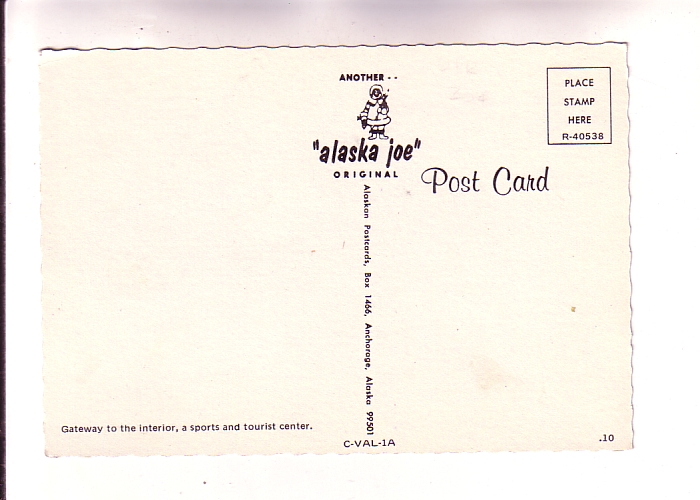 ANOTHER - -
"alaska joe"
ORIGINAL
Post Card
PLACE
STAMP
HERE
R-40538
Alaskan Postcards, Box 1466, Anchorage, Alaska 99501
Gateway to the interior, a sports and tourist center.
C-VAL-1A
.10